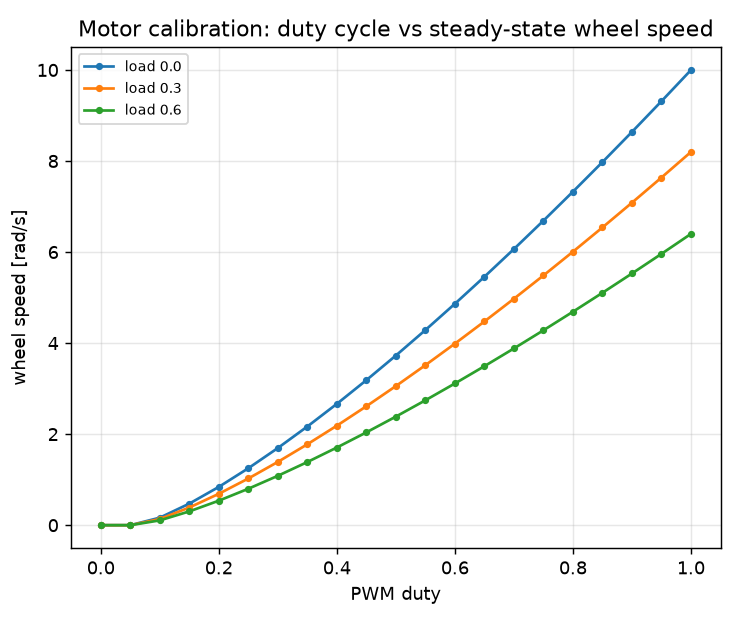 Motor calibration: duty cycle vs steady-state wheel speed
load 0.0
load 0.3
load 0.6
wheel speed [rad/s]
10
8
6
4
2
0
0.0 0.2 0.4 0.6 0.8 1.0
PWM duty